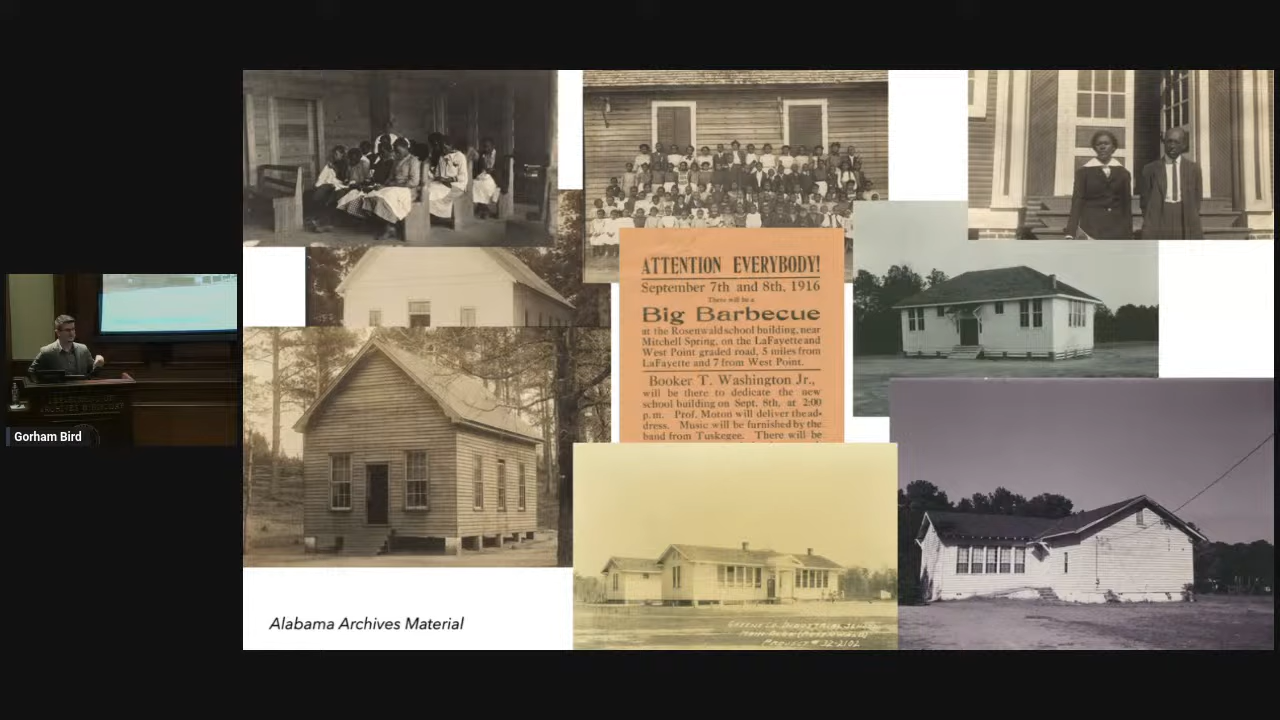 ATTENTION EVERYBODY!
September 7th and 8th, 1916
There will be a
Big Barbecue
at the Rosenwald school building, near
Mitchell Spring, on the LaFayette and
West Point graded road, 5 miles from
LaFayette and 7 from West Point.
Booker T. Washington Jr.,
will be there to dedicate the new
school building on Sept. 8th, at 2:00
p. m. Prof. Moton will deliver the ad-
dress. Music will be furnished by the
band from Tuskegee. There will be
Gorham Bird
ARCHIVES & HISTORY
Alabama Archives Material